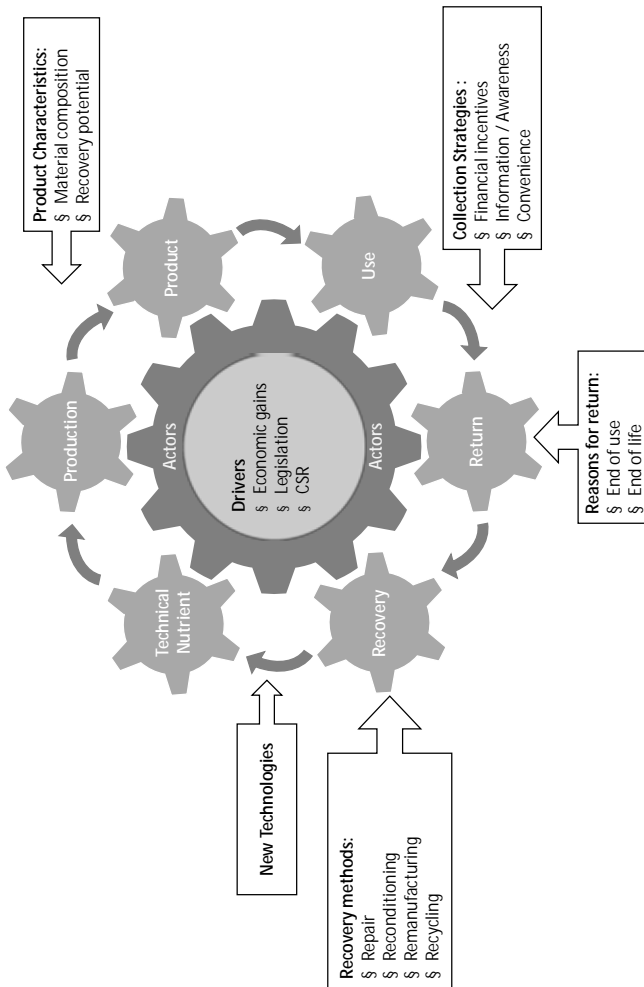 Product Characteristics:
§ Material composition
§ Recovery potential
Production
Product
Technical
Nutrient
Actors
Drivers
§ Economic gains
§ Legislation
§ CSR
Actors
Use
New Technologies
Recovery
Return
Recovery methods:
§ Repair
§ Reconditioning
§ Remanufacturing
§ Recycling
Reasons for return:
§ End of use
§ End of life
Collection Strategies :
§ Financial incentives
§ Information / Awareness
§ Convenience